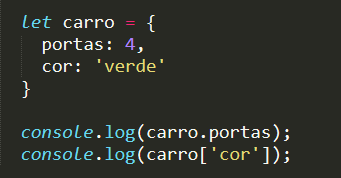 let carro = {
  portas: 4,
  cor: 'verde'
}

console.log(carro.portas);
console.log(carro['cor']);